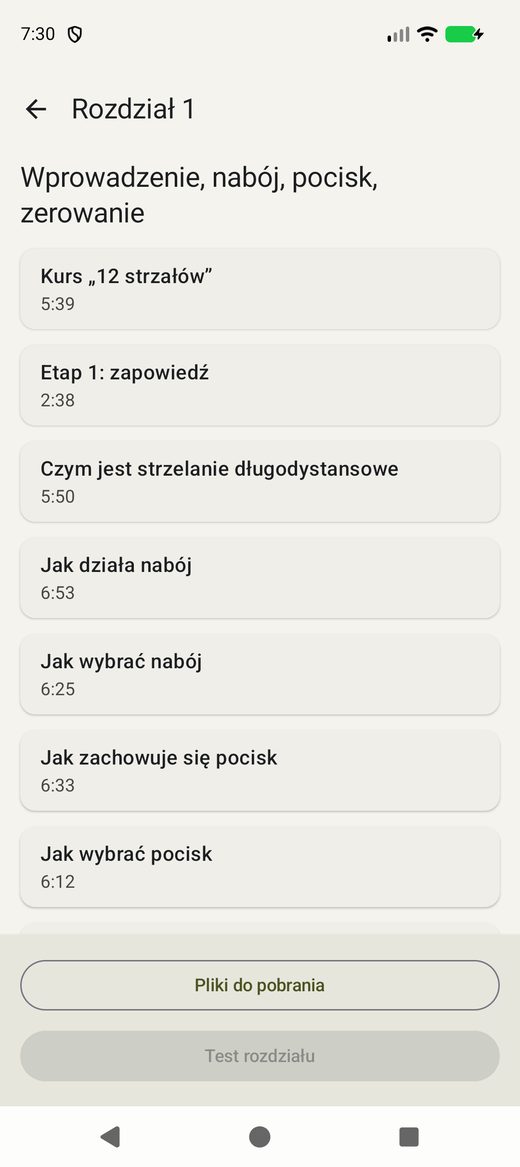 7:30
Rozdział 1
Wprowadzenie, nabój, pocisk,
zerowanie
Kurs „12 strzałów”
5:39
Etap 1: zapowiedź
2:38
Czym jest strzelanie długodystansowe
5:50
Jak działa nabój
6:53
Jak wybrać nabój
6:25
Jak zachowuje się pocisk
6:33
Jak wybrać pocisk
6:12
Pliki do pobrania
Test rozdziału